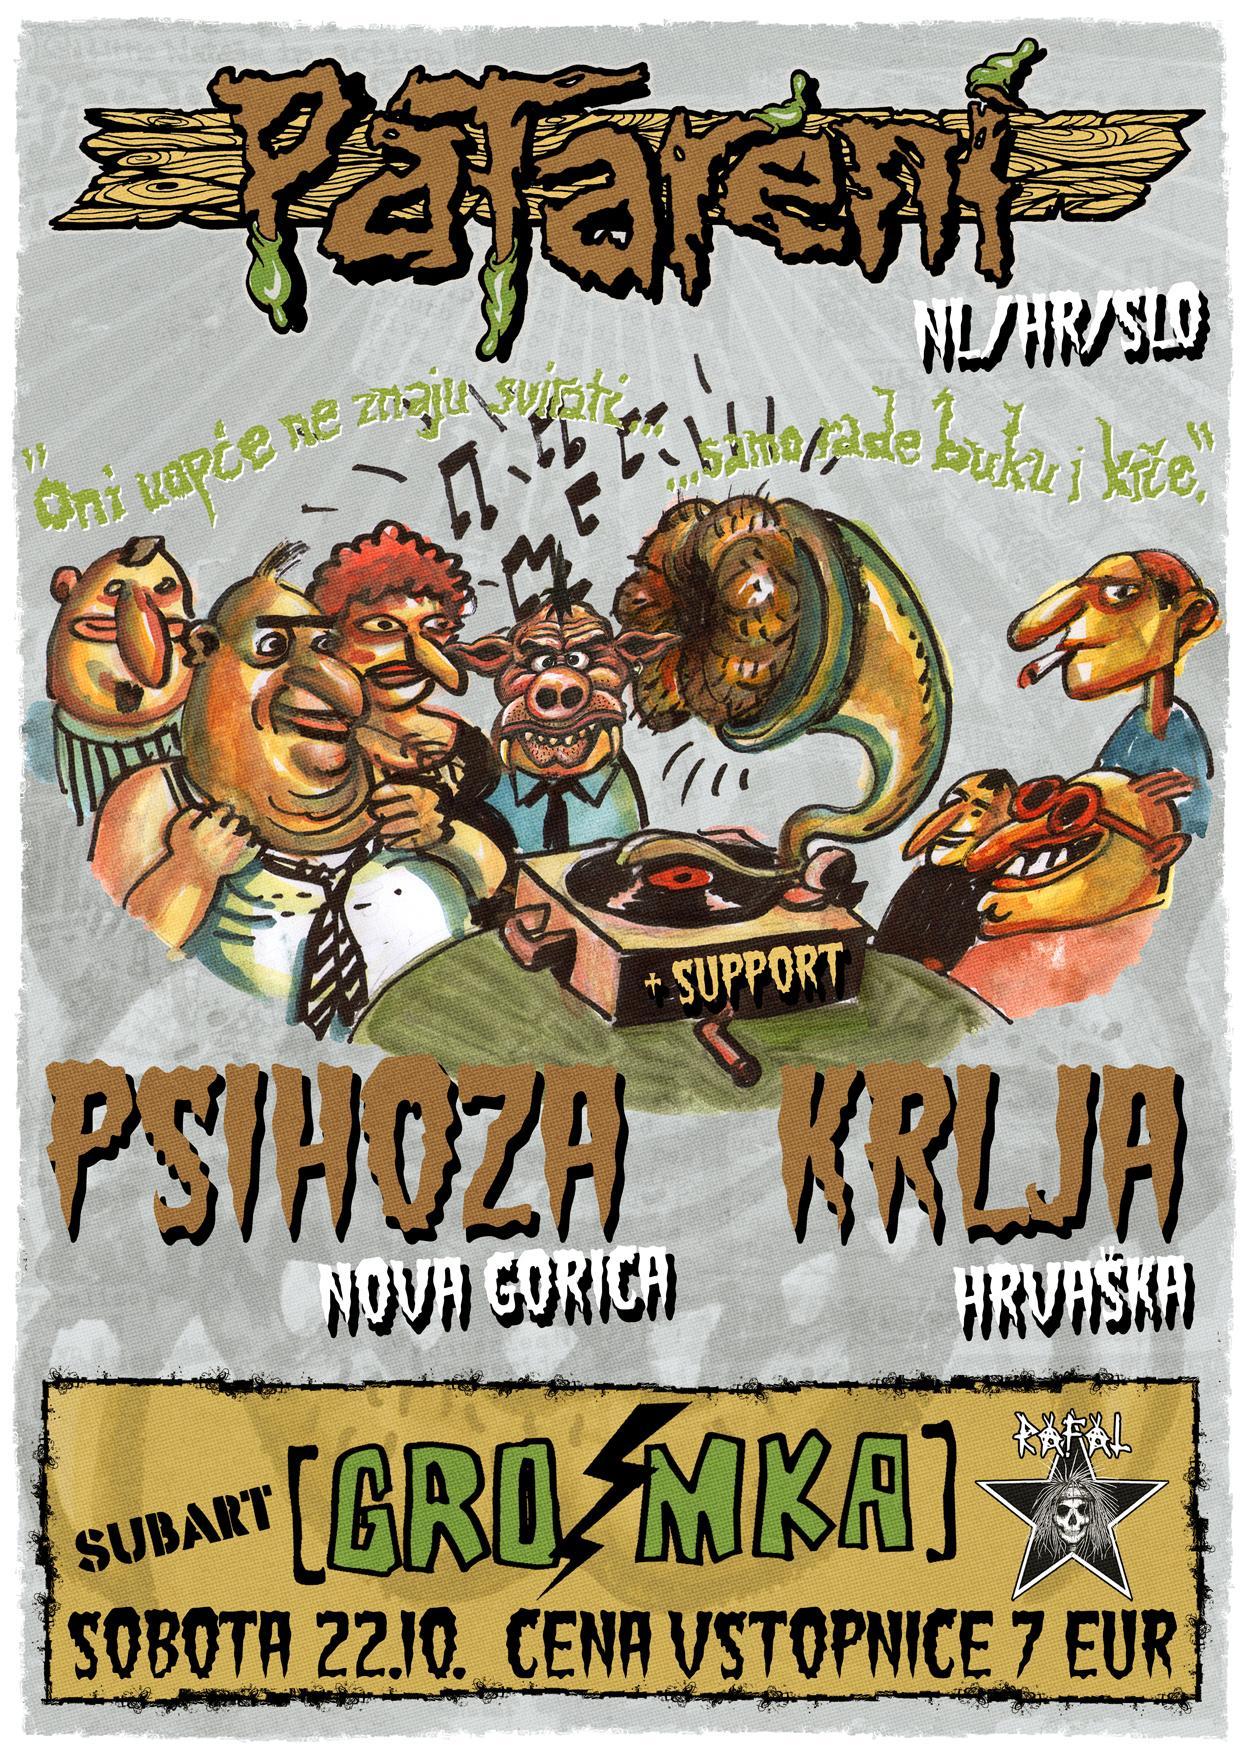 Patareni
NL/HR/SLO
"Oni uopće ne znaju svirati...
...samo rade buku i krče."
+ SUPPORT
PSIHOZA KRLJA
NOVA GORICA HRVAŠKA
SUBART [GROMKA] RAFAL
SOBOTA 22.10. CENA VSTOPNICE 7 EUR